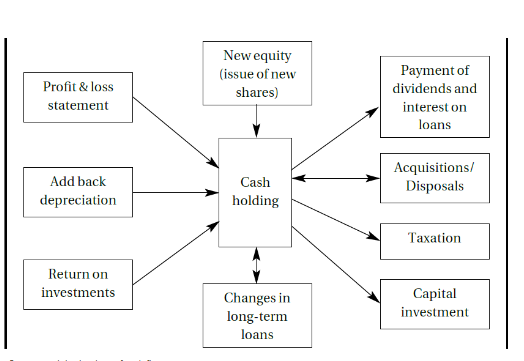 New equity
(issue of new
shares)
Profit & loss
statement
Payment of
dividends and
interest on
loans
Add back
depreciation
Cash
holding
Acquisitions/
Disposals
Taxation
Return on
investments
Changes in
long-term
loans
Capital
investment